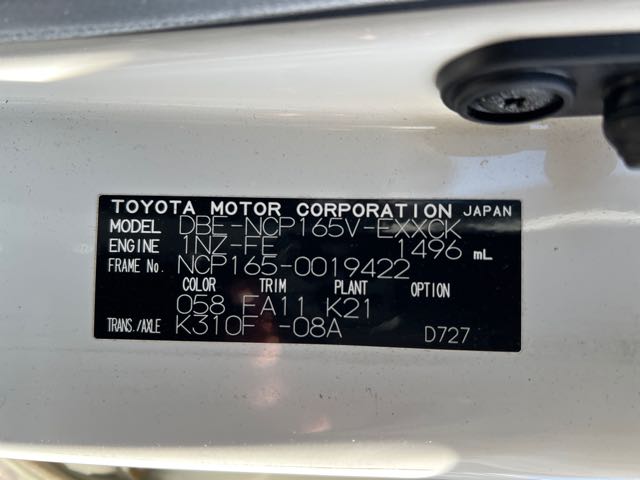 TOYOTA MOTOR CORPORATION JAPAN
MODEL DBE-NCP165V-EXXCK
ENGINE 1NZ-FE 1496 mL
FRAME No. NCP165-0019422
COLOR TRIM PLANT OPTION
058 FA11 K21
TRANS./AXLE K310F -08A D727